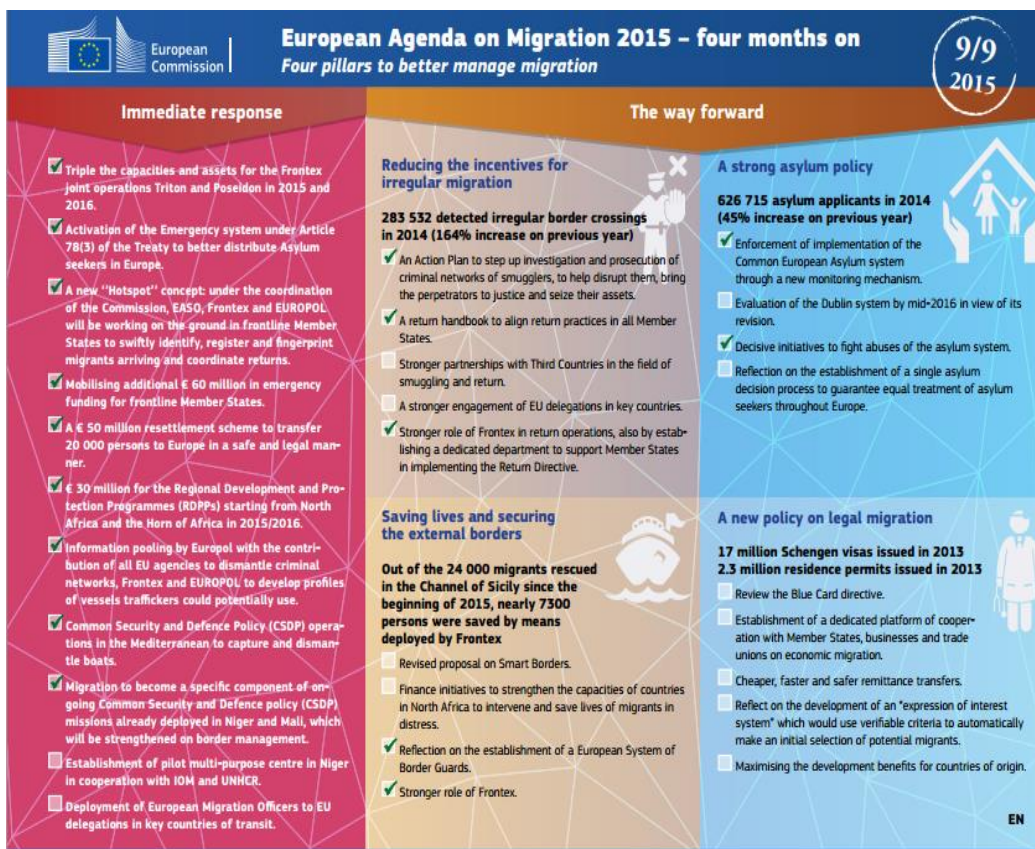 European
Commission
European Agenda on Migration 2015 – four months on
Four pillars to better manage migration
9/9
2015
Immediate response
Triple the capacities and assets for the Frontex
joint operations Triton and Poseidon in 2015 and
2016.
Activation of the Emergency system under Article
78(3) of the Treaty to better distribute Asylum
seekers in Europe.
A new "Hotspot" concept: under the coordination
of the Commission, EASO, Frontex and EUROPOL
will be working on the ground in frontline Member
States to swiftly identify, register and fingerprint
migrants arriving and coordinate returns.
Mobilising additional € 60 million in emergency
funding for frontline Member States.
A € 50 million resettlement scheme to transfer
20 000 persons to Europe in a safe and legal man-
ner.
€ 30 million for the Regional Development and Pro-
tection Programmes (RDPPs) starting from North
Africa and the Horn of Africa in 2015/2016.
Information pooling by Europol with the contri-
bution of all EU agencies to dismantle criminal
networks, Frontex and EUROPOL to develop profiles
of vessels traffickers could potentially use.
Common Security and Defence Policy (CSDP) opera-
tions in the Mediterranean to capture and disman-
tle boats.
Migration to become a specific component of on-
going Common Security and Defence policy (CSDP)
missions already deployed in Niger and Mali, which
will be strengthened on border management.
Establishment of pilot multi-purpose centre in Niger
in cooperation with IOM and UNHCR.
Deployment of European Migration Officers to EU
delegations in key countries of transit.
The way forward
Reducing the incentives for
irregular migration
283 532 detected irregular border crossings
in 2014 (164% increase on previous year)
An Action Plan to step up investigation and prosecution of
criminal networks of smugglers, to help disrupt them, bring
the perpetrators to justice and seize their assets.
A return handbook to align return practices in all Member
States.
Stronger partnerships with Third Countries in the field of
smuggling and return.
A stronger engagement of EU delegations in key countries.
Stronger role of Frontex in return operations, also by estab-
lishing a dedicated department to support Member States
in implementing the Return Directive.
A strong asylum policy
626 715 asylum applicants in 2014
(45% increase on previous year)
Enforcement of implementation of the
Common European Asylum system
through a new monitoring mechanism.
Evaluation of the Dublin system by mid-2016 in view of its
revision.
Decisive initiatives to fight abuses of the asylum system.
Reflection on the establishment of a single asylum
decision process to guarantee equal treatment of asylum
seekers throughout Europe.
Saving lives and securing
the external borders
Out of the 24 000 migrants rescued
in the Channel of Sicily since the
beginning of 2015, nearly 7300
persons were saved by means
deployed by Frontex
Revised proposal on Smart Borders.
Finance initiatives to strengthen the capacities of countries
in North Africa to intervene and save lives of migrants in
distress.
Reflection on the establishment of a European System of
Border Guards.
Stronger role of Frontex.
A new policy on legal migration
17 million Schengen visas issued in 2013
2.3 million residence permits issued in 2013
Review the Blue Card directive.
Establishment of a dedicated platform of cooper-
ation with Member States, businesses and trade
unions on economic migration.
Cheaper, faster and safer remittance transfers.
Reflect on the development of an "expression of interest
system" which would use verifiable criteria to automatically
make an initial selection of potential migrants.
Maximising the development benefits for countries of origin.
EN